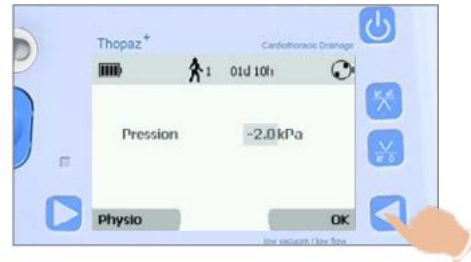 Thopaz+
Cardiothoracic Drainage
1 01d 10h
Pression -2.0 kPa
Physio OK
low vacuum / low flow